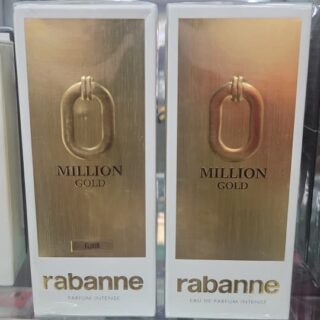 MILLION
GOLD
ELIXIR
rabanne
PARFUM INTENSE
MILLION
GOLD
rabanne
EAU DE PARFUM INTENSE